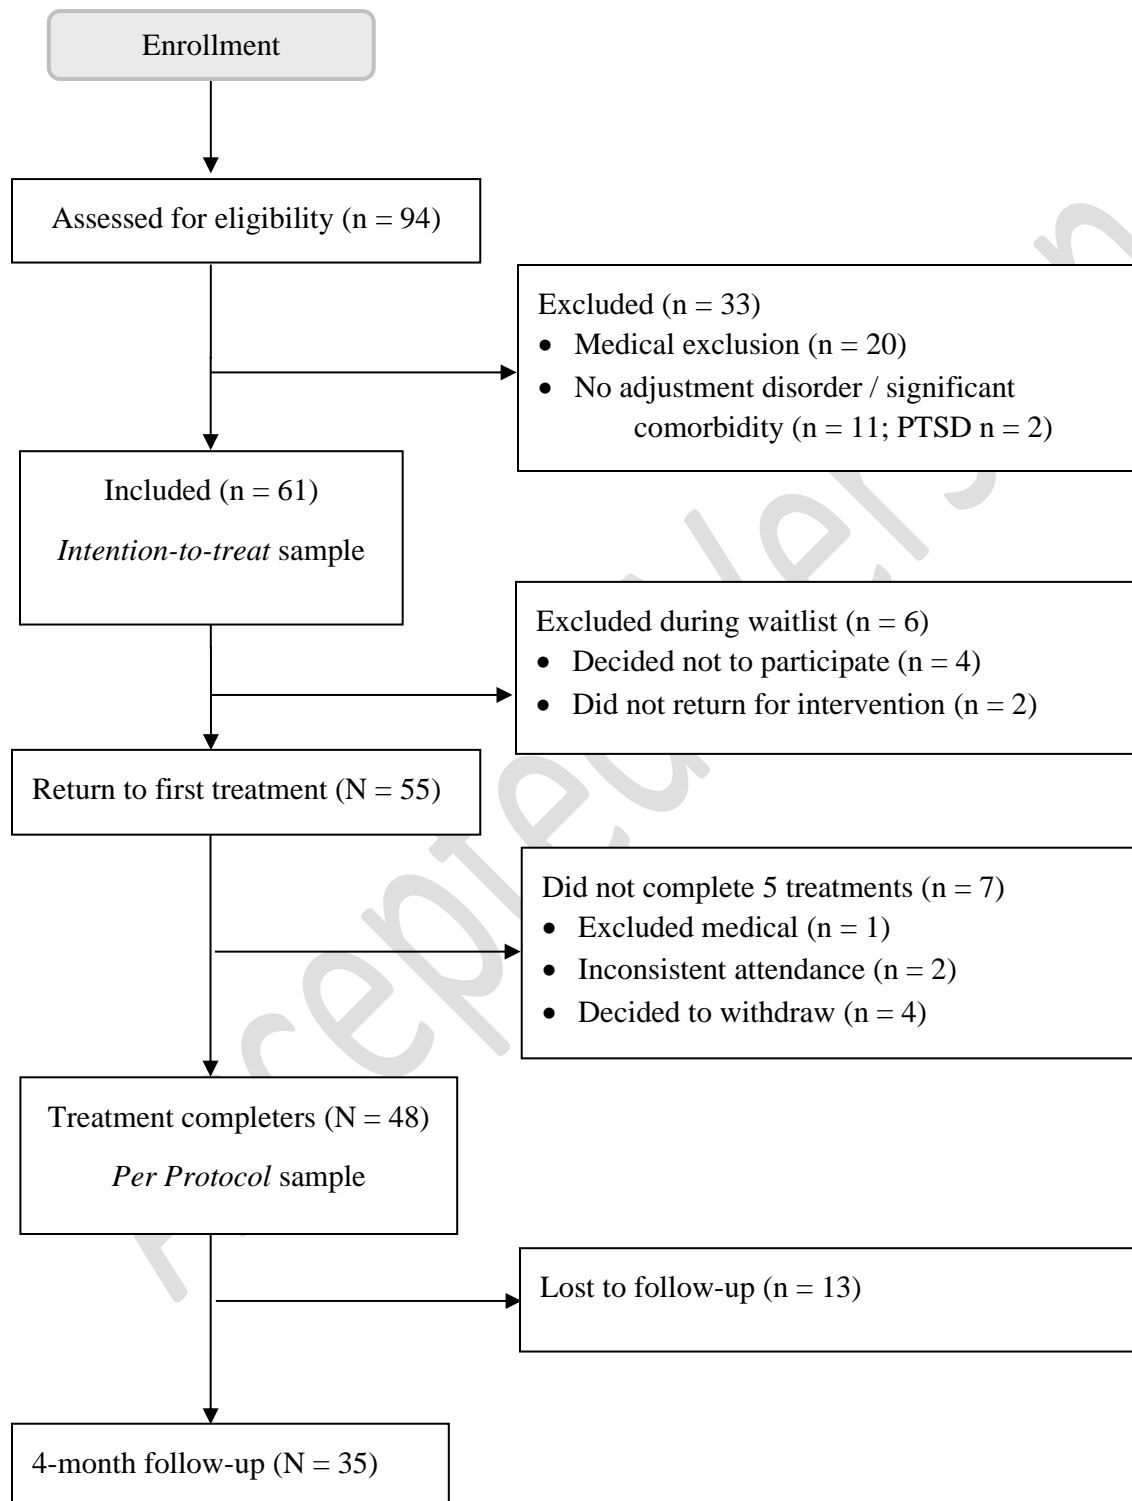 Enrollment
Assessed for eligibility (n = 94)
Excluded (n = 33)
• Medical exclusion (n = 20)
• No adjustment disorder / significant
comorbidity (n = 11; PTSD n = 2)
Included (n = 61)
Intention-to-treat sample
Excluded during waitlist (n = 6)
• Decided not to participate (n = 4)
• Did not return for intervention (n = 2)
Return to first treatment (N = 55)
Did not complete 5 treatments (n = 7)
• Excluded medical (n = 1)
• Inconsistent attendance (n = 2)
• Decided to withdraw (n = 4)
Treatment completers (N = 48)
Per Protocol sample
Lost to follow-up (n = 13)
4-month follow-up (N = 35)
Accepted Version